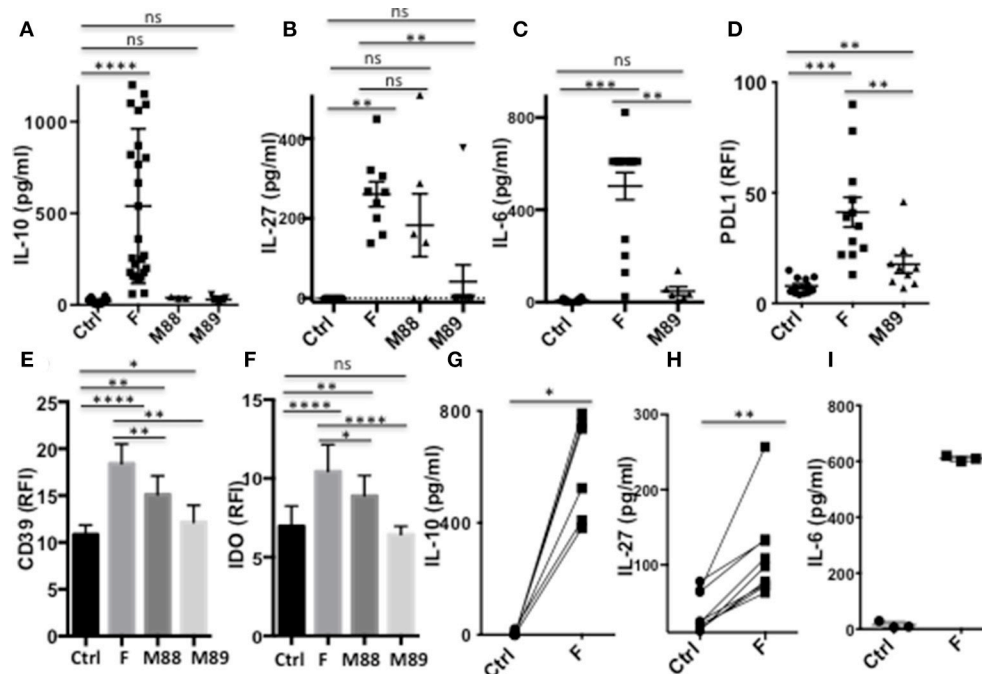 A
ns
ns
****
IL-10 (pg/ml)
1000
500
0
Ctrl
F
M88
M89
B
ns
**
ns
ns
**
IL-27 (pg/ml)
400
200
0
Ctrl
F
M88
M89
C
ns
***
**
IL-6 (pg/ml)
800
600
400
200
0
Ctrl
F
M89
D
**
***
**
PDL1 (RFI)
100
50
0
Ctrl
F
M89
E
*
**
****
**
**
CD39 (RFI)
25
20
15
10
5
0
Ctrl F M88 M89
F
ns
**
****
****
*
IDO (RFI)
15
10
5
0
Ctrl F M88 M89
G
*
IL-10 (pg/ml)
800
400
0
Ctrl
F
H
**
IL-27 (pg/ml)
300
200
100
Ctrl
F
I
IL-6 (pg/ml)
800
600
400
200
0
Ctrl
F